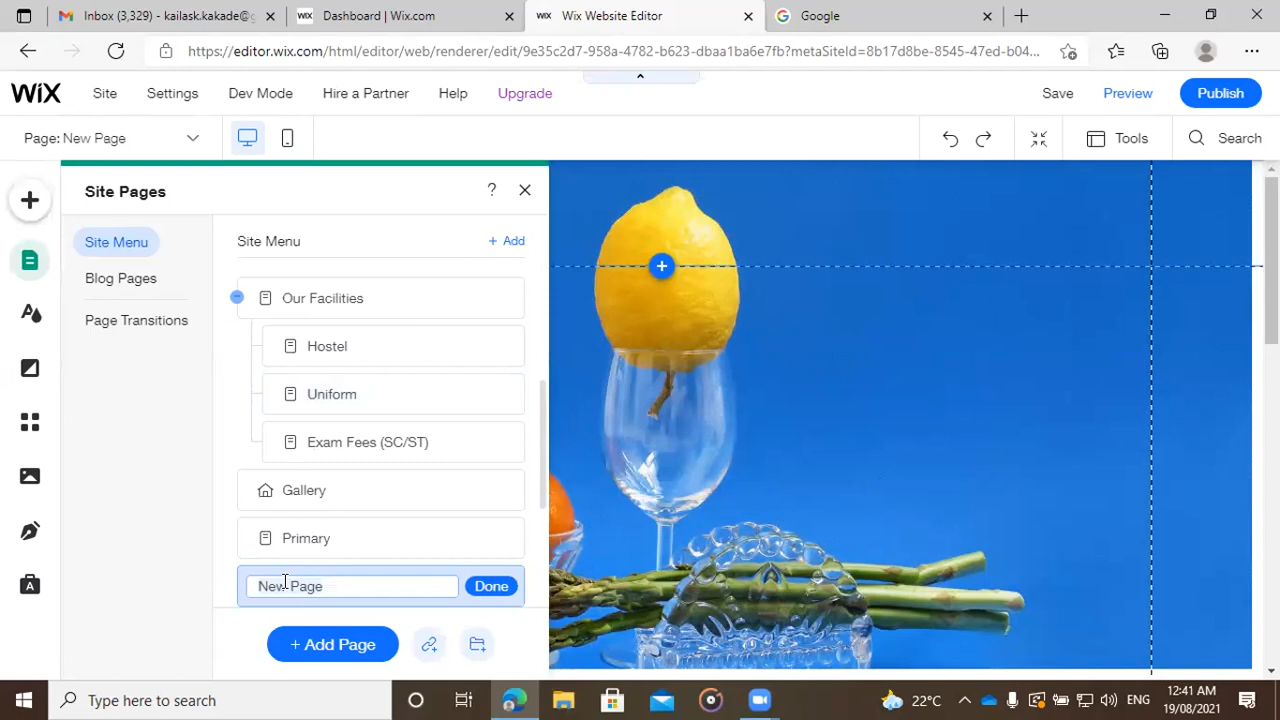 Inbox (3,329) - kailask.kakade@g
Dashboard | Wix.com
Wix Website Editor
Google
https://editor.wix.com/html/editor/web/renderer/edit/9e35c2d7-958a-4782-b623-dbaa1ba6e7fb?metaSiteId=8b17d8be-8545-47ed-b04...
WiX Site Settings Dev Mode Hire a Partner Help Upgrade Save Preview Publish
Page: New Page Tools Search
Site Pages ?
Site Menu
Blog Pages
Page Transitions
Site Menu + Add
Our Facilities
Hostel
Uniform
Exam Fees (SC/ST)
Gallery
Primary
New Page Done
+ Add Page
Type here to search
22°C ENG
12:41 AM
19/08/2021